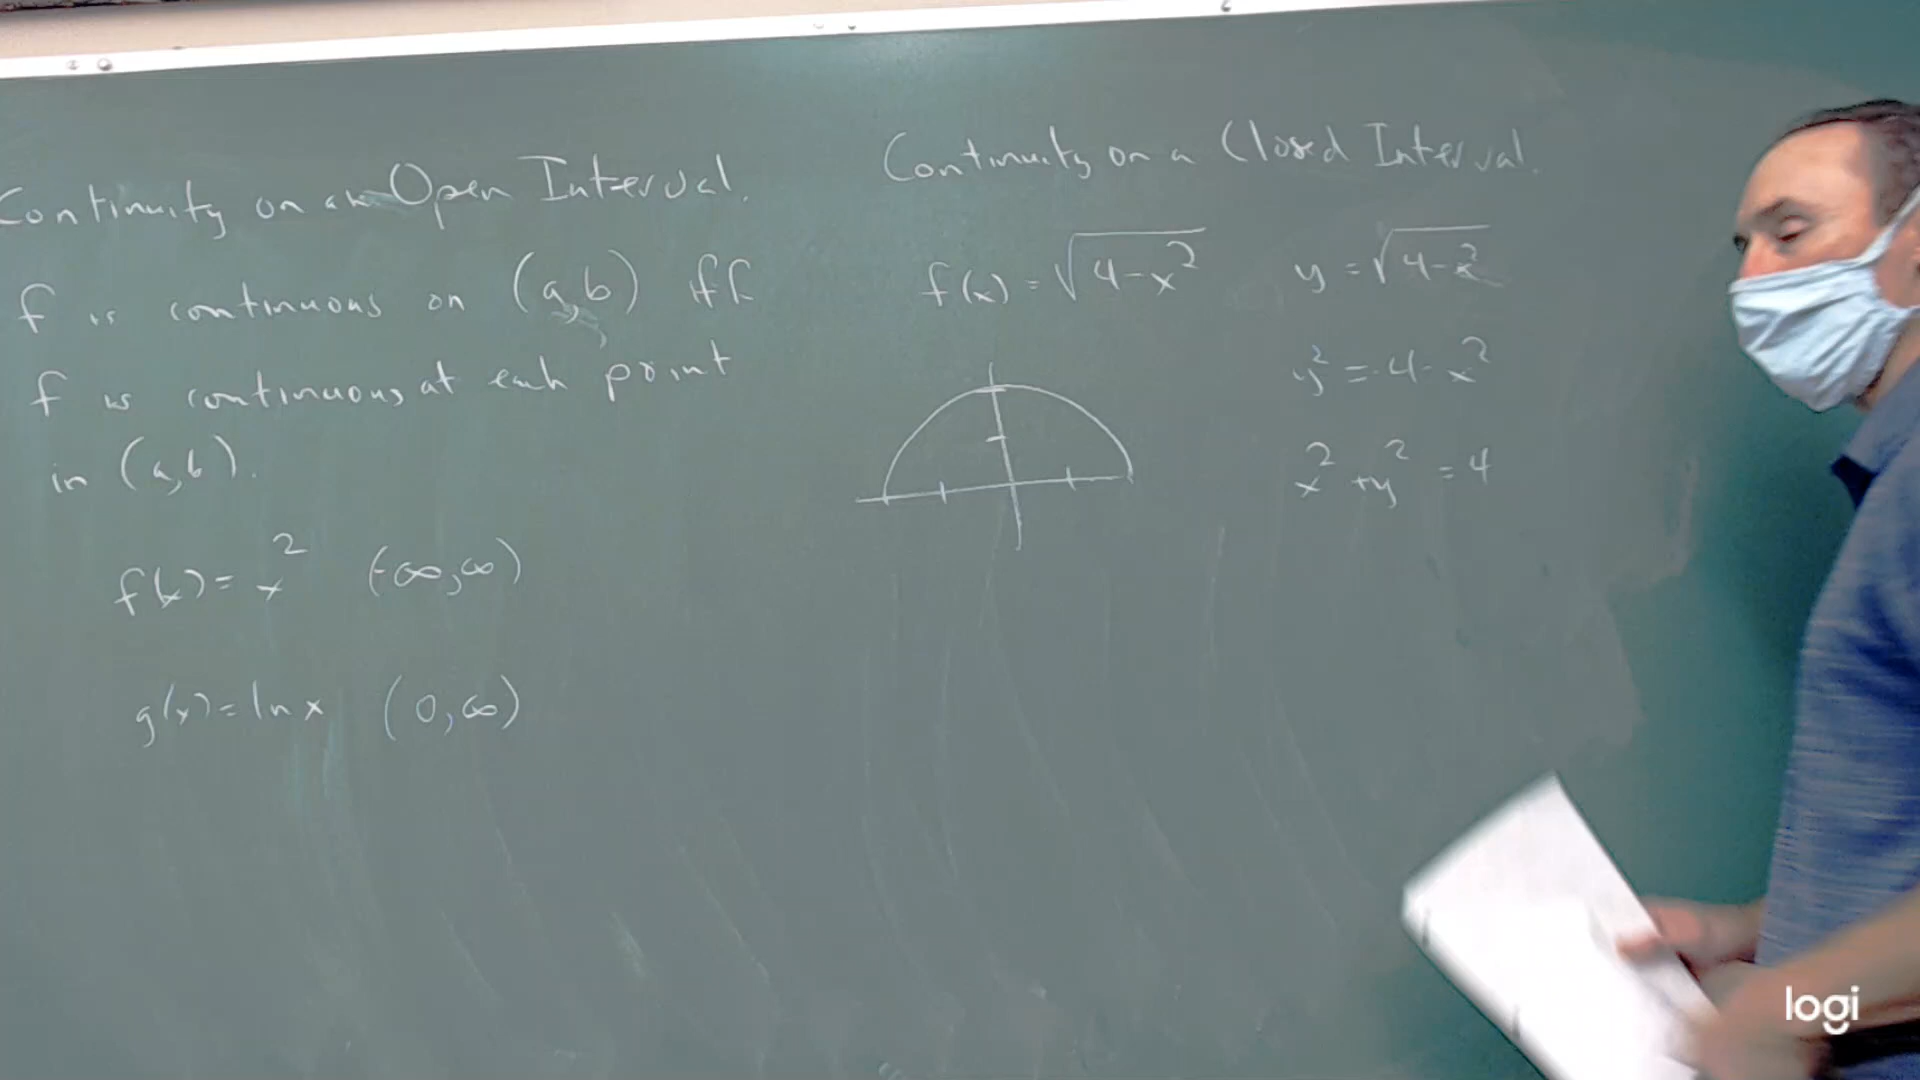 Continuity on an Open Interval.
f is continuous on (a,b) iff
f is continuous at each point
in (a,b).
f(x) = x² (-∞,∞)
g(x) = ln x (0,∞)
Continuity on a Closed Interval.
f(x) = √(4-x²) y = √(4-x²)
y² = 4-x²
x² + y² = 4
logi